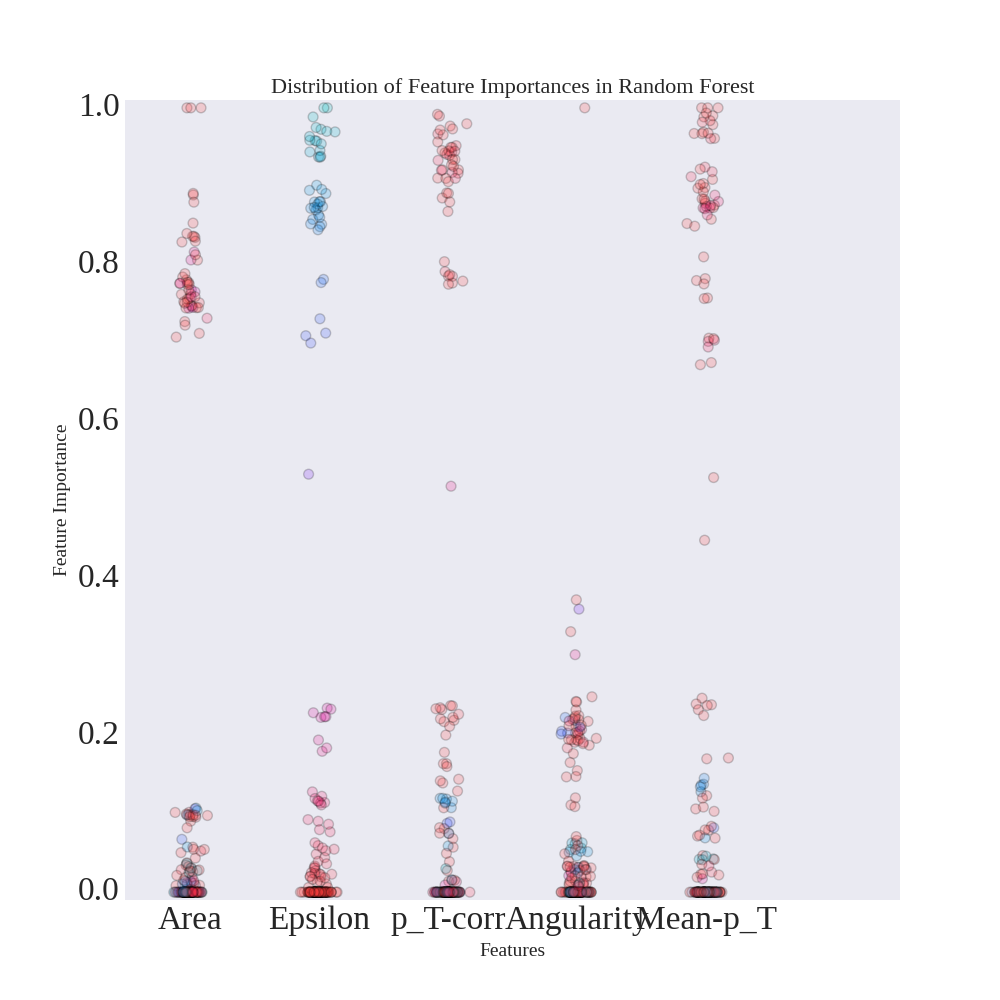 Distribution of Feature Importances in Random Forest
1.0
0.8
0.6
0.4
0.2
0.0
Feature Importance
Area Epsilon p_T-corr Angularity Mean-p_T
Features